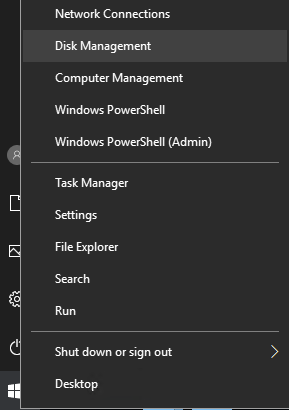 Network Connections
Disk Management
Computer Management
Windows PowerShell
Windows PowerShell (Admin)
Task Manager
Settings
File Explorer
Search
Run
Shut down or sign out
Desktop